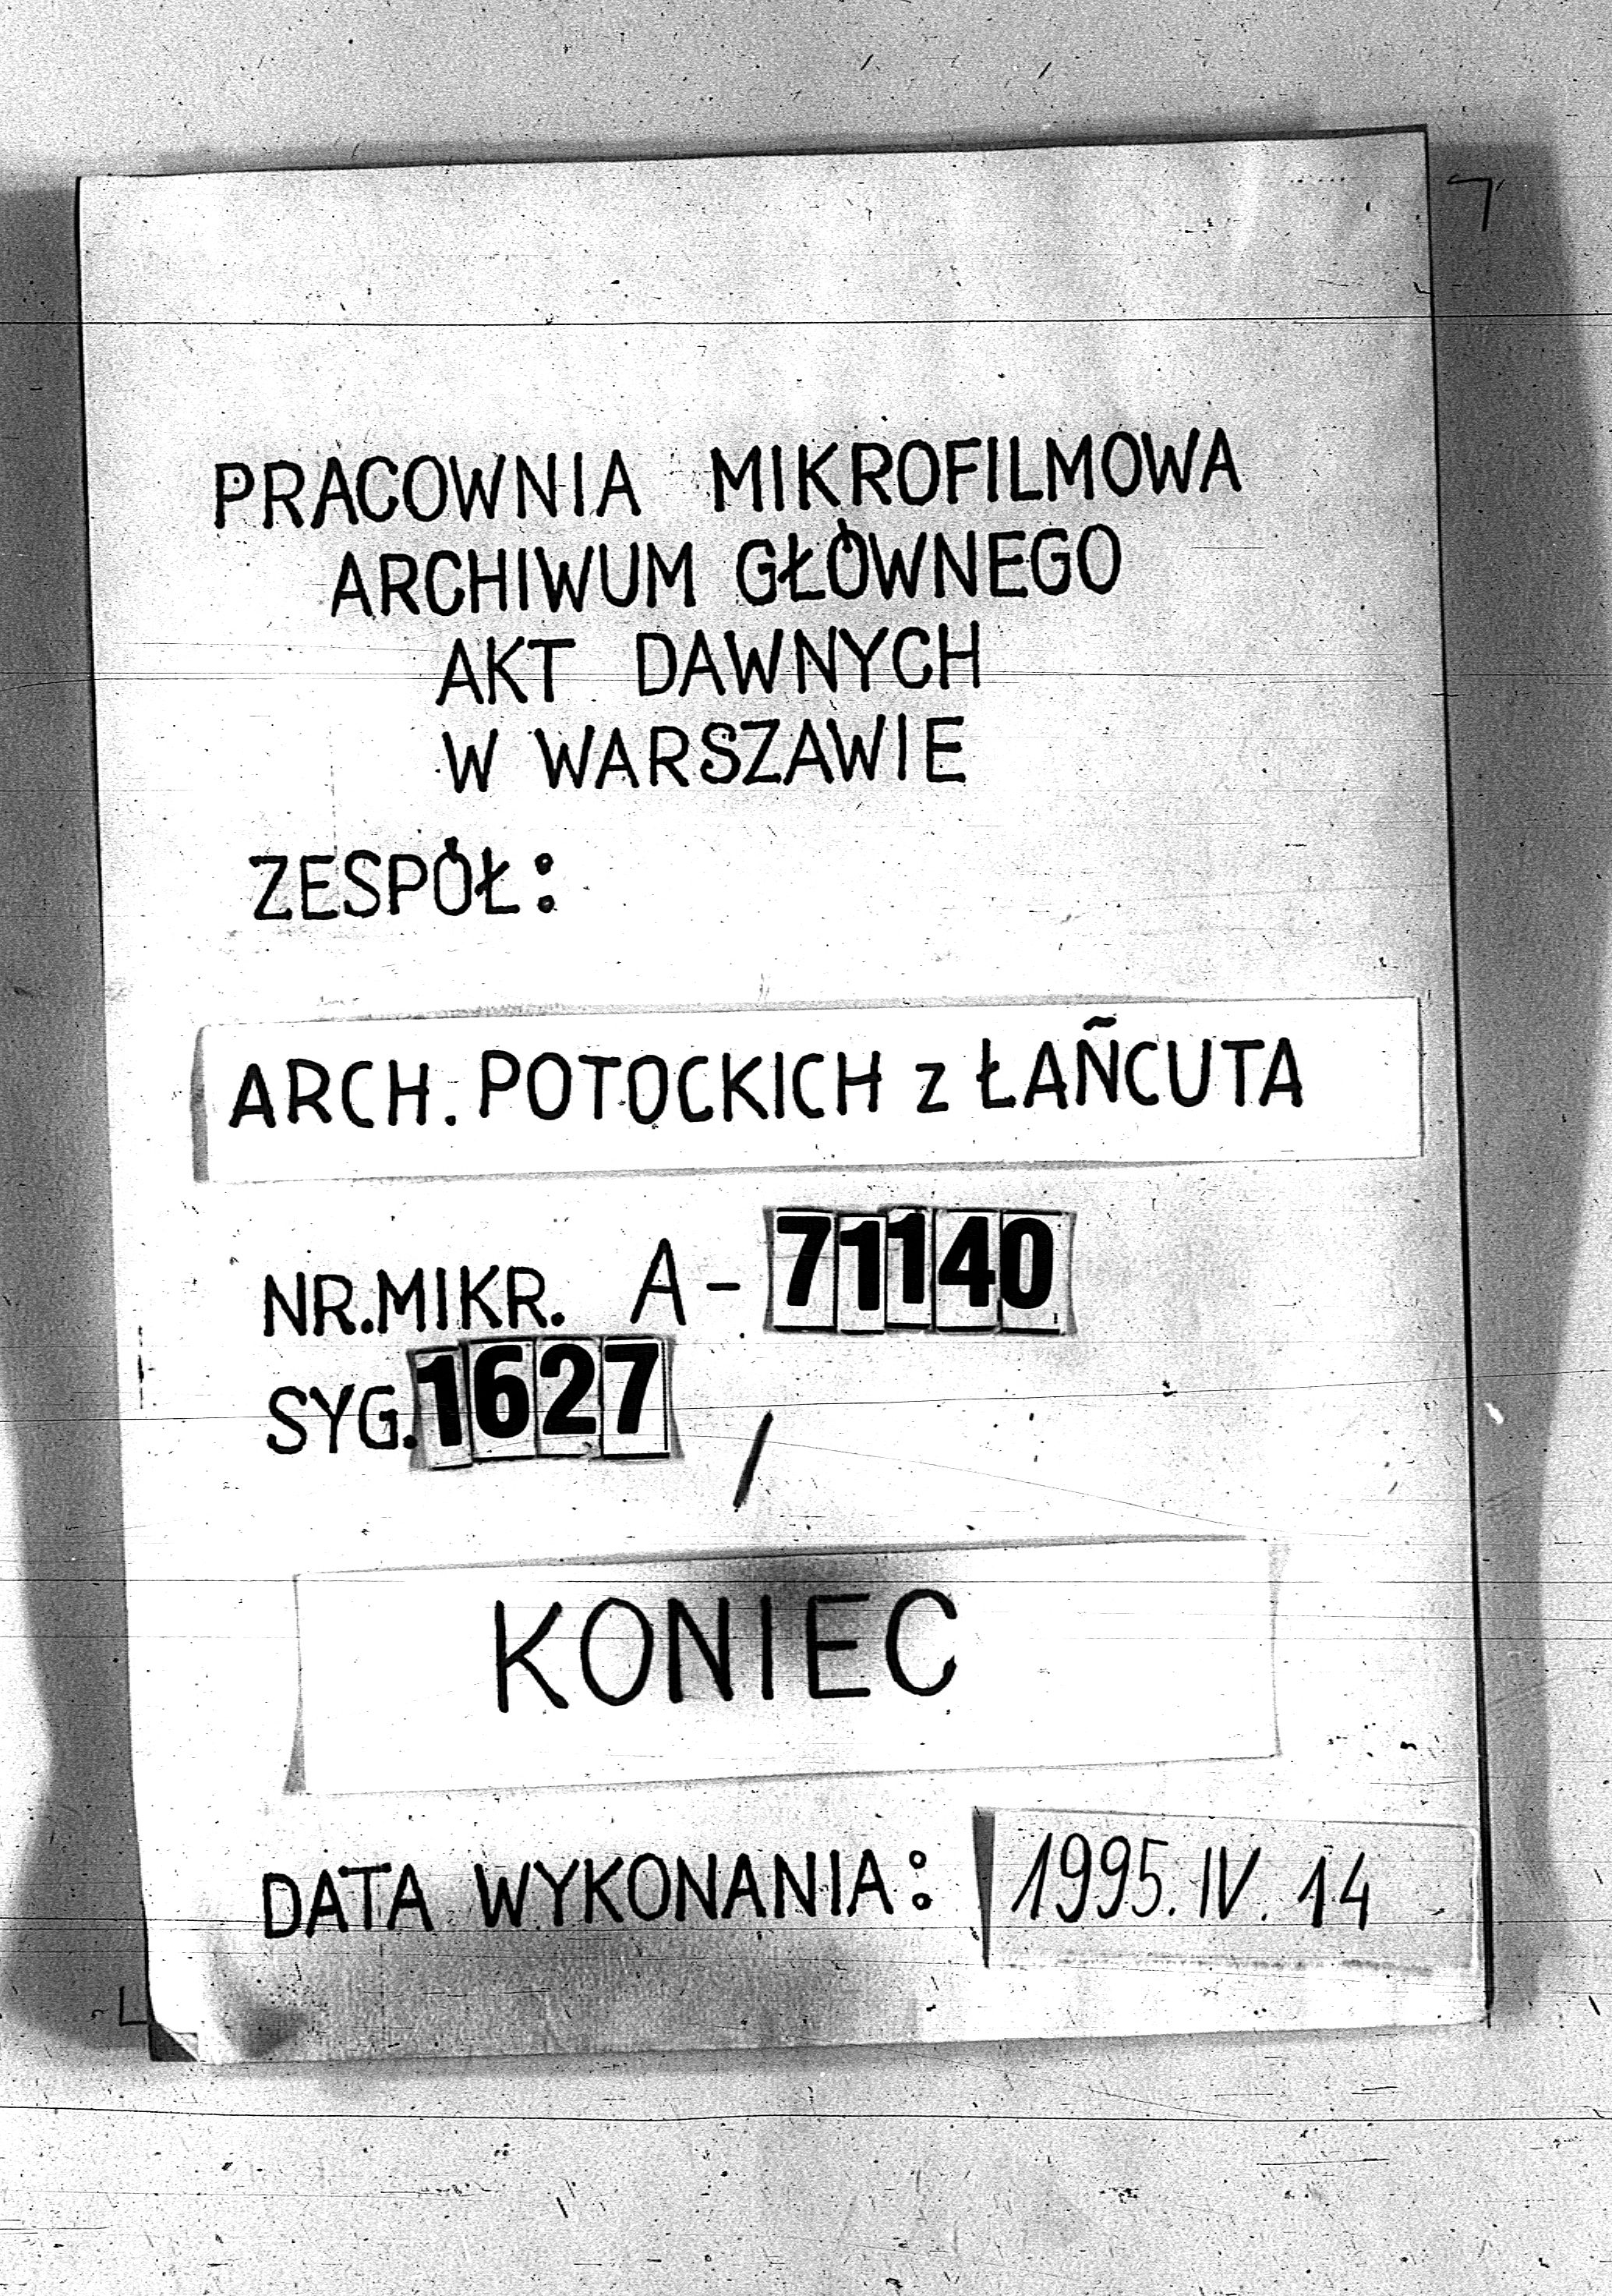 PRACOWNIA MIKROFILMOWA
ARCHIWUM GŁÓWNEGO
AKT DAWNYCH
W WARSZAWIE
ZESPÓŁ:
ARCH. POTOCKICH z ŁAŃCUTA
NR.MIKR. A-71140
SYG.1627 /
KONIEC
DATA WYKONANIA: 1995.IV.14